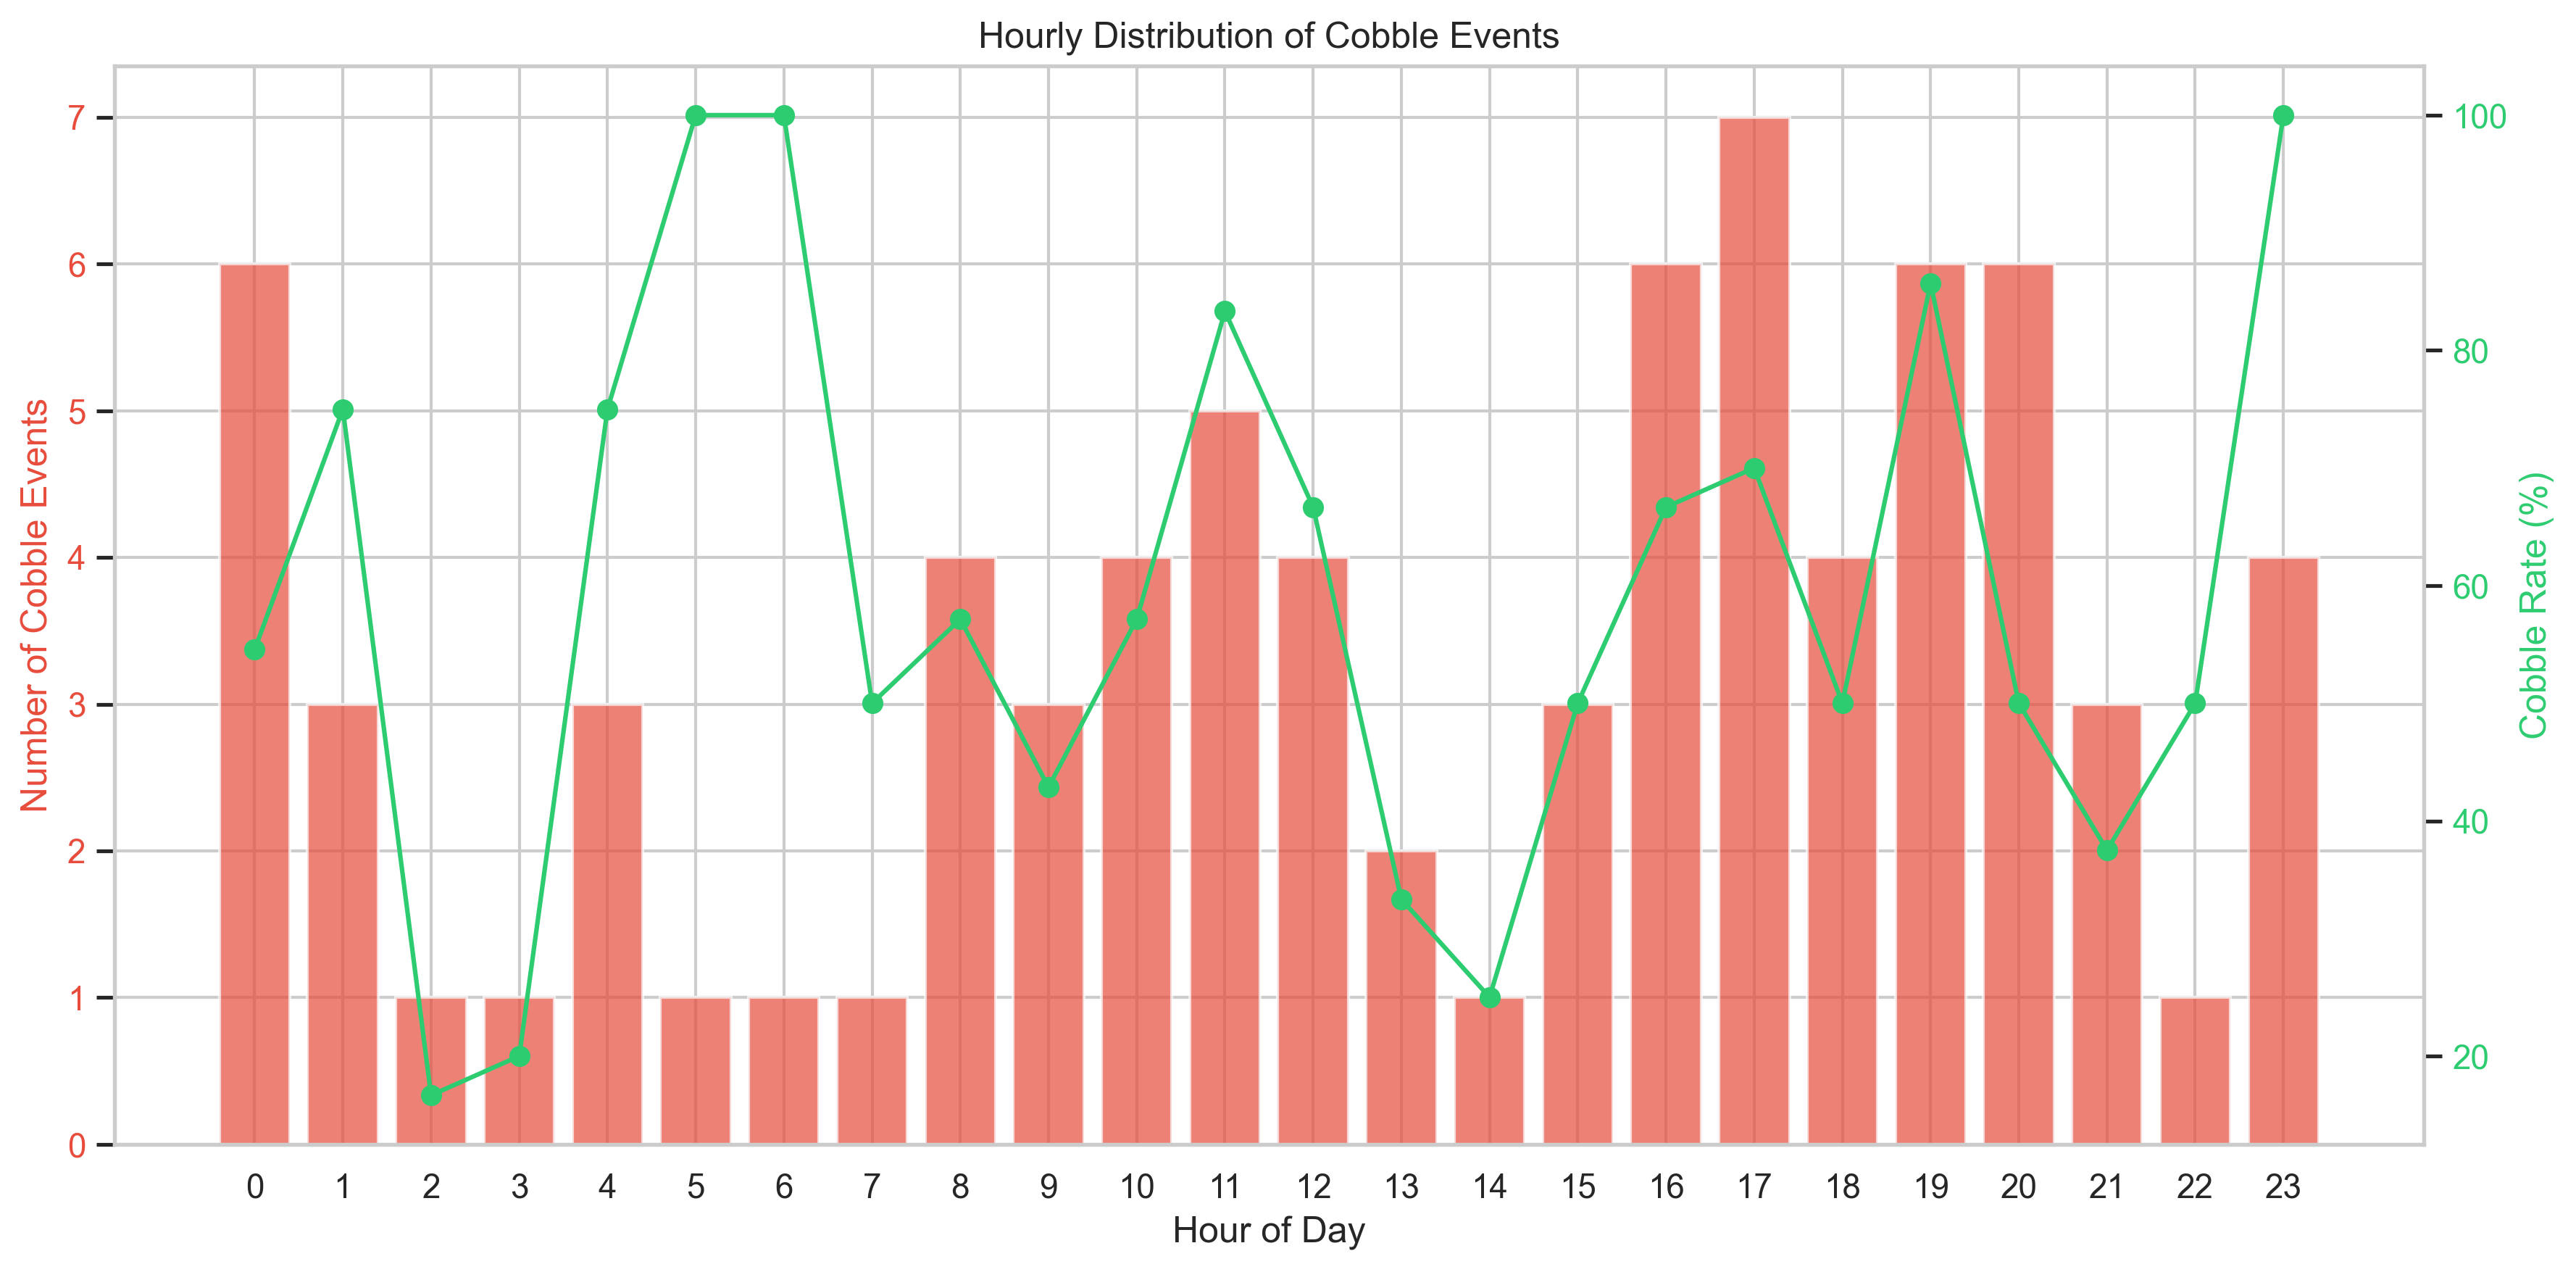 Hourly Distribution of Cobble Events
Number of Cobble Events
7
6
5
4
3
2
1
0
100
80
60
40
20
Cobble Rate (%)
0 1 2 3 4 5 6 7 8 9 10 11 12 13 14 15 16 17 18 19 20 21 22 23
Hour of Day